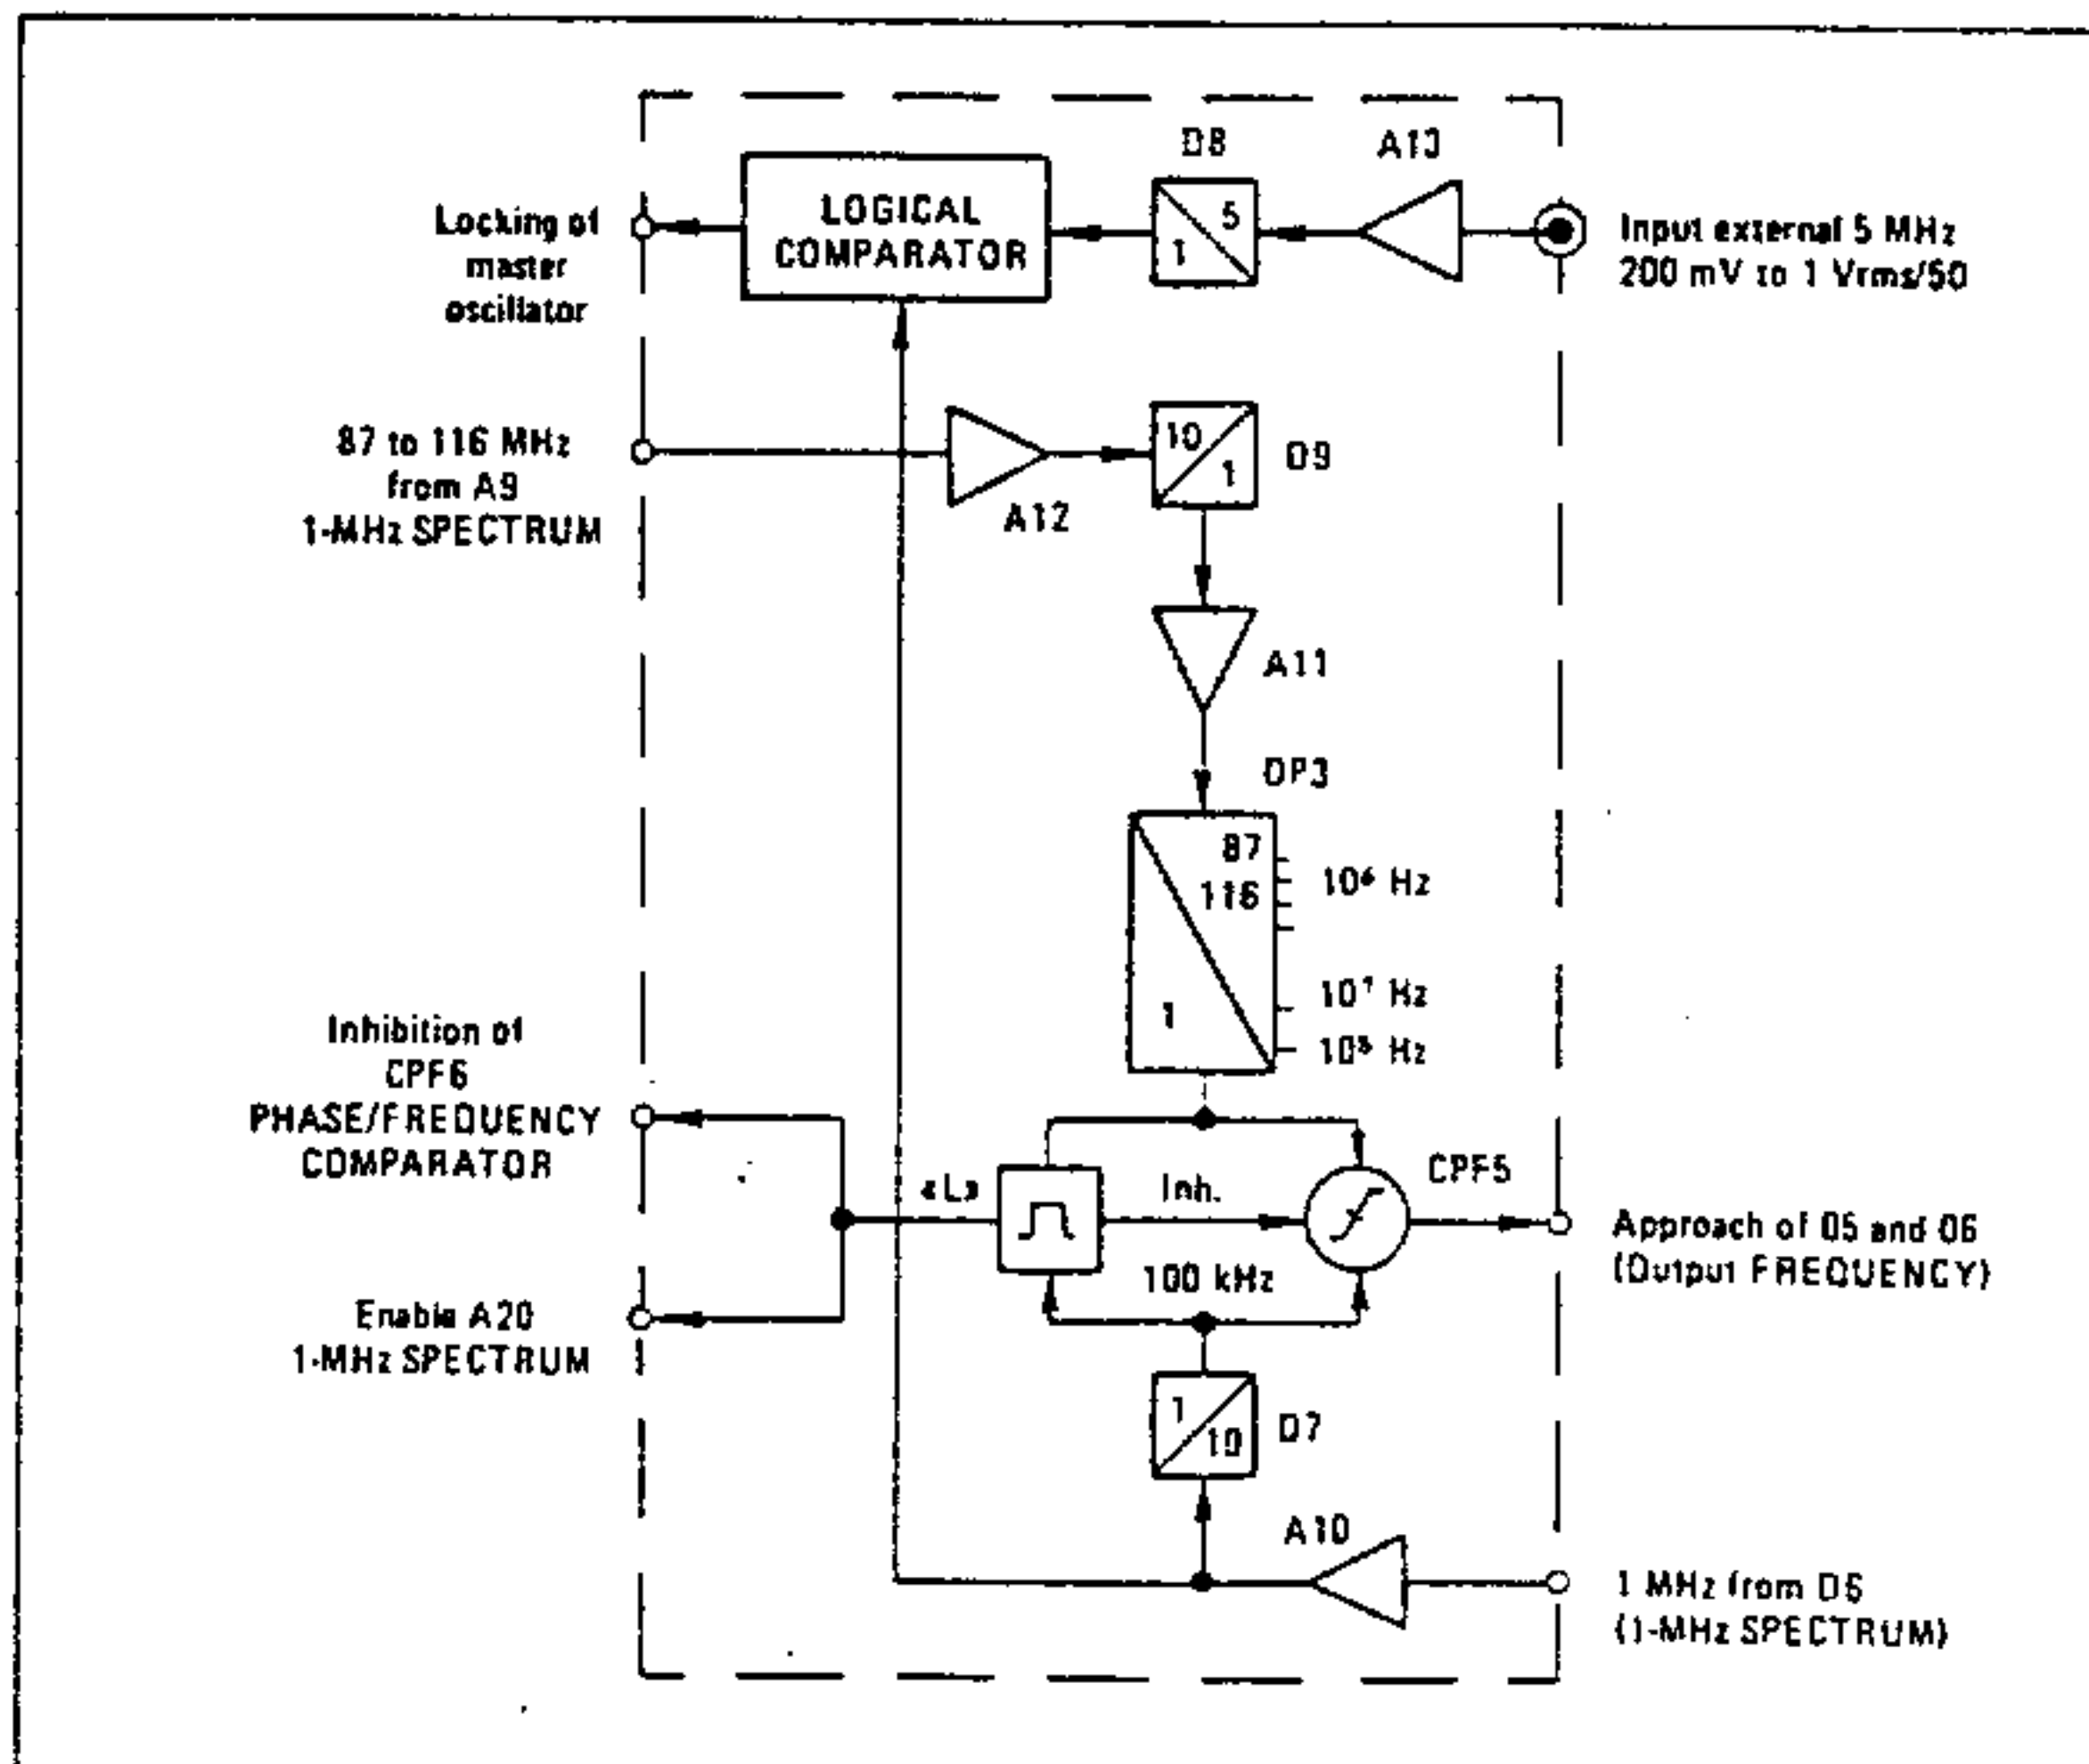 D8
A13
LOGICAL
COMPARATOR
5
1
Locking of
master
oscillator
Input external 5 MHz
200 mV to 1 Vrms/50
87 to 116 MHz
from A9
1-MHz SPECTRUM
A12
10
1
D9
A11
DP3
87
116
1
10⁶ Hz
10⁷ Hz
10⁸ Hz
Inhibition of
CPF6
PHASE/FREQUENCY
COMPARATOR
«L»
Inh.
CPF5
100 kHz
Approach of 05 and 06
(Output FREQUENCY)
Enable A20
1-MHz SPECTRUM
1
10
D7
A10
1 MHz from D6
(1-MHz SPECTRUM)